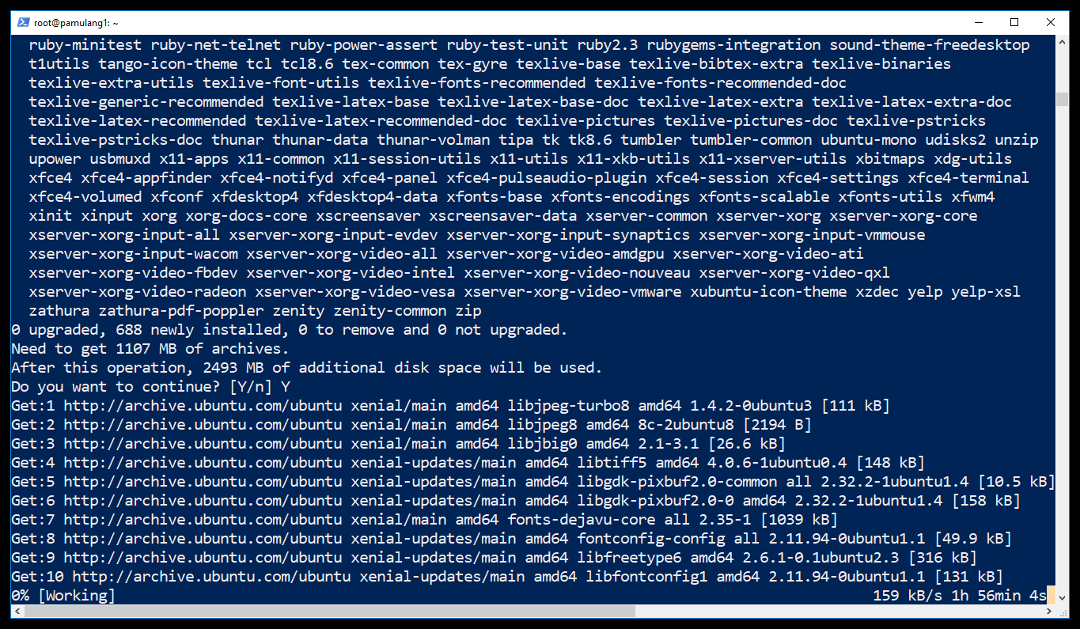 root@pamulang1: ~
ruby-minitest ruby-net-telnet ruby-power-assert ruby-test-unit ruby2.3 rubygems-integration sound-theme-freedesktop
t1utils tango-icon-theme tcl tcl8.6 tex-common tex-gyre texlive-base texlive-bibtex-extra texlive-binaries
texlive-extra-utils texlive-font-utils texlive-fonts-recommended texlive-fonts-recommended-doc
texlive-generic-recommended texlive-latex-base texlive-latex-base-doc texlive-latex-extra texlive-latex-extra-doc
texlive-latex-recommended texlive-latex-recommended-doc texlive-pictures texlive-pictures-doc texlive-pstricks
texlive-pstricks-doc thunar thunar-data thunar-volman tipa tk tk8.6 tumbler tumbler-common ubuntu-mono udisks2 unzip
upower usbmuxd x11-apps x11-common x11-session-utils x11-utils x11-xkb-utils x11-xserver-utils xbitmaps xdg-utils
xfce4 xfce4-appfinder xfce4-notifyd xfce4-panel xfce4-pulseaudio-plugin xfce4-session xfce4-settings xfce4-terminal
xfce4-volumed xfconf xfdesktop4 xfdesktop4-data xfonts-base xfonts-encodings xfonts-scalable xfonts-utils xfwm4
xinit xinput xorg xorg-docs-core xscreensaver xscreensaver-data xserver-common xserver-xorg xserver-xorg-core
xserver-xorg-input-all xserver-xorg-input-evdev xserver-xorg-input-synaptics xserver-xorg-input-vmmouse
xserver-xorg-input-wacom xserver-xorg-video-all xserver-xorg-video-amdgpu xserver-xorg-video-ati
xserver-xorg-video-fbdev xserver-xorg-video-intel xserver-xorg-video-nouveau xserver-xorg-video-qxl
xserver-xorg-video-radeon xserver-xorg-video-vesa xserver-xorg-video-vmware xubuntu-icon-theme xzdec yelp yelp-xsl
zathura zathura-pdf-poppler zenity zenity-common zip
0 upgraded, 688 newly installed, 0 to remove and 0 not upgraded.
Need to get 1107 MB of archives.
After this operation, 2493 MB of additional disk space will be used.
Do you want to continue? [Y/n] Y
Get:1 http://archive.ubuntu.com/ubuntu xenial/main amd64 libjpeg-turbo8 amd64 1.4.2-0ubuntu3 [111 kB]
Get:2 http://archive.ubuntu.com/ubuntu xenial/main amd64 libjpeg8 amd64 8c-2ubuntu8 [2194 B]
Get:3 http://archive.ubuntu.com/ubuntu xenial/main amd64 libjbig0 amd64 2.1-3.1 [26.6 kB]
Get:4 http://archive.ubuntu.com/ubuntu xenial-updates/main amd64 libtiff5 amd64 4.0.6-1ubuntu0.4 [148 kB]
Get:5 http://archive.ubuntu.com/ubuntu xenial-updates/main amd64 libgdk-pixbuf2.0-common all 2.32.2-1ubuntu1.4 [10.5 kB]
Get:6 http://archive.ubuntu.com/ubuntu xenial-updates/main amd64 libgdk-pixbuf2.0-0 amd64 2.32.2-1ubuntu1.4 [158 kB]
Get:7 http://archive.ubuntu.com/ubuntu xenial/main amd64 fonts-dejavu-core all 2.35-1 [1039 kB]
Get:8 http://archive.ubuntu.com/ubuntu xenial-updates/main amd64 fontconfig-config all 2.11.94-0ubuntu1.1 [49.9 kB]
Get:9 http://archive.ubuntu.com/ubuntu xenial-updates/main amd64 libfreetype6 amd64 2.6.1-0.1ubuntu2.3 [316 kB]
Get:10 http://archive.ubuntu.com/ubuntu xenial-updates/main amd64 libfontconfig1 amd64 2.11.94-0ubuntu1.1 [131 kB]
0% [Working] 159 kB/s 1h 56min 4s